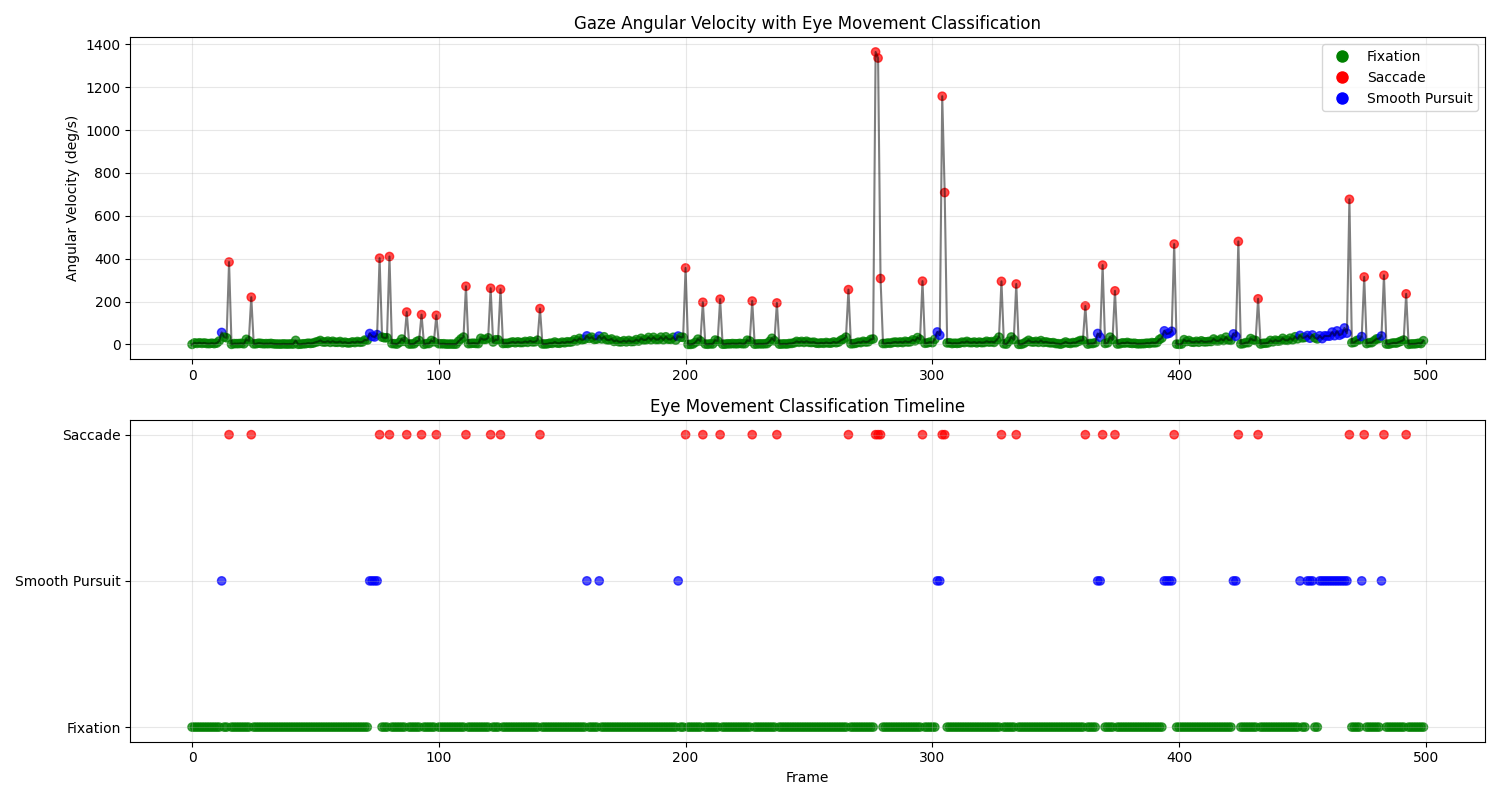 Gaze Angular Velocity with Eye Movement Classification
1400
1200
1000
800
600
400
200
0
Angular Velocity (deg/s)
Fixation
Saccade
Smooth Pursuit
0 100 200 300 400 500
Eye Movement Classification Timeline
Saccade
Smooth Pursuit
Fixation
0 100 200 300 400 500
Frame